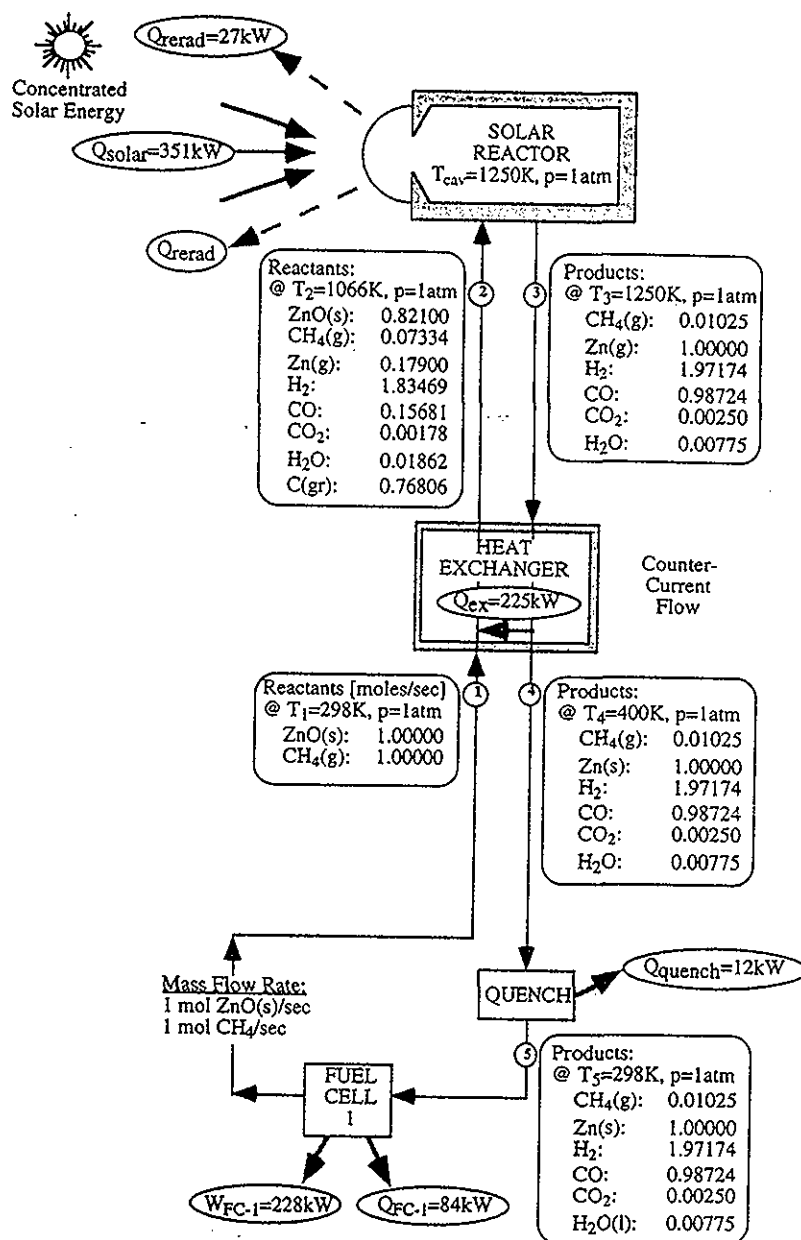 Qrerad=27kW
Concentrated
Solar Energy
Qsolar=351kW
Qrerad
SOLAR
REACTOR
Tcav=1250K, p=1atm
Reactants:
@ T2=1066K, p=1atm
ZnO(s): 0.82100
CH4(g): 0.07334
Zn(g): 0.17900
H2: 1.83469
CO: 0.15681
CO2: 0.00178
H2O: 0.01862
C(gr): 0.76806
2
3
Products:
@ T3=1250K, p=1atm
CH4(g): 0.01025
Zn(g): 1.00000
H2: 1.97174
CO: 0.98724
CO2: 0.00250
H2O: 0.00775
HEAT
EXCHANGER
Qex=225kW
Counter-
Current
Flow
Reactants [moles/sec]
@ T1=298K, p=1atm
ZnO(s): 1.00000
CH4(g): 1.00000
1
4
Products:
@ T4=400K, p=1atm
CH4(g): 0.01025
Zn(s): 1.00000
H2: 1.97174
CO: 0.98724
CO2: 0.00250
H2O: 0.00775
Mass Flow Rate:
1 mol ZnO(s)/sec
1 mol CH4/sec
QUENCH
Qquench=12kW
5
Products:
@ T5=298K, p=1atm
CH4(g): 0.01025
Zn(s): 1.00000
H2: 1.97174
CO: 0.98724
CO2: 0.00250
H2O(l): 0.00775
FUEL
CELL
1
WFC-1=228kW
QFC-1=84kW